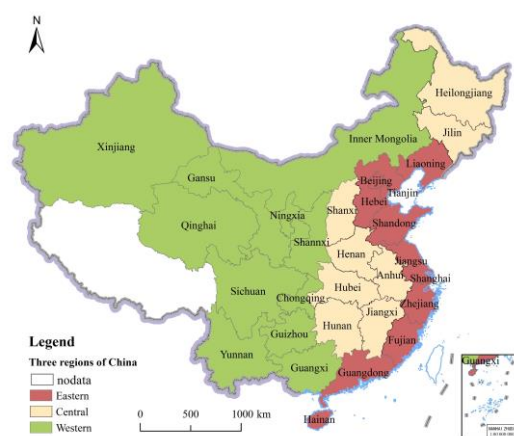 N
Heilongjiang
Jilin
Inner Mongolia
Liaoning
Xinjiang
Beijing
Gansu
Tianjin
Hebei
Ningxia
Shanxi
Shandong
Qinghai
Shannxi
Henan
Jiangsu
Anhui
Shanghai
Sichuan
Chongqing
Hubei
Zhejiang
Jiangxi
Hunan
Guizhou
Fujian
Yunnan
Guangxi
Guangdong
Hainan
Guangxi
Legend
Three regions of China
nodata
Eastern
Central
Western
0 500 1000 km